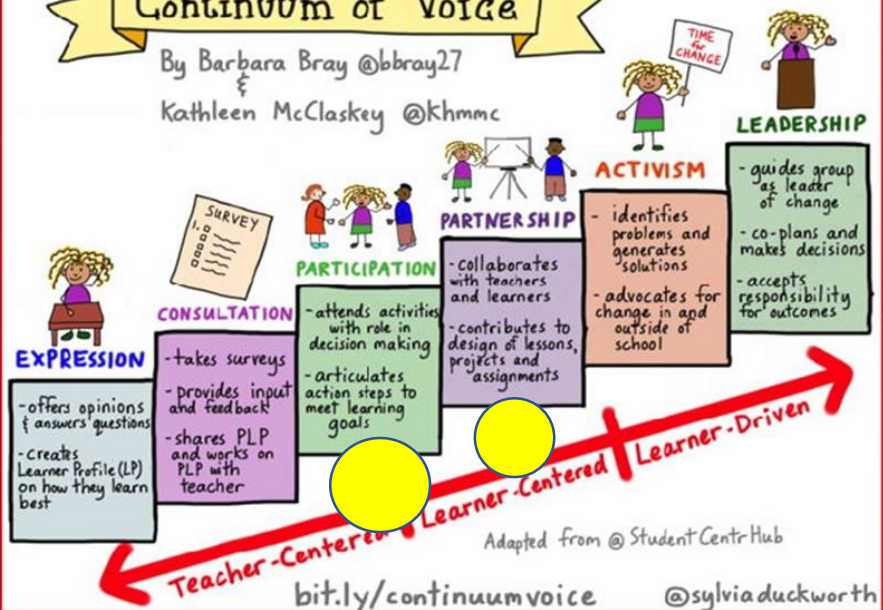 Continuum of Voice
By Barbara Bray @bbray27
&
Kathleen McClaskey @khmmc
TIME
for
CHANGE
LEADERSHIP
- guides group
as leader
of change
- co-plans and
makes decisions
- accepts
responsibility
for outcomes
ACTIVISM
- identifies
problems and
generates
solutions
- advocates for
change in and
outside of
school
PARTNERSHIP
- collaborates
with teachers
and learners
- contributes to
design of lessons,
projects and
assignments
SURVEY
1.
PARTICIPATION
- attends activities
with role in
decision making
- articulates
action steps to
meet learning
goals
CONSULTATION
- takes surveys
- provides input
and feedback
- shares PLP
and works on
PLP with
teacher
EXPRESSION
- offers opinions
& answers questions
- creates
Learner Profile (LP)
on how they learn
best
Teacher-Centered
Learner-Centered
Learner-Driven
Adapted from @StudentCentrHub
bit.ly/continuumvoice
@sylviaduckworth